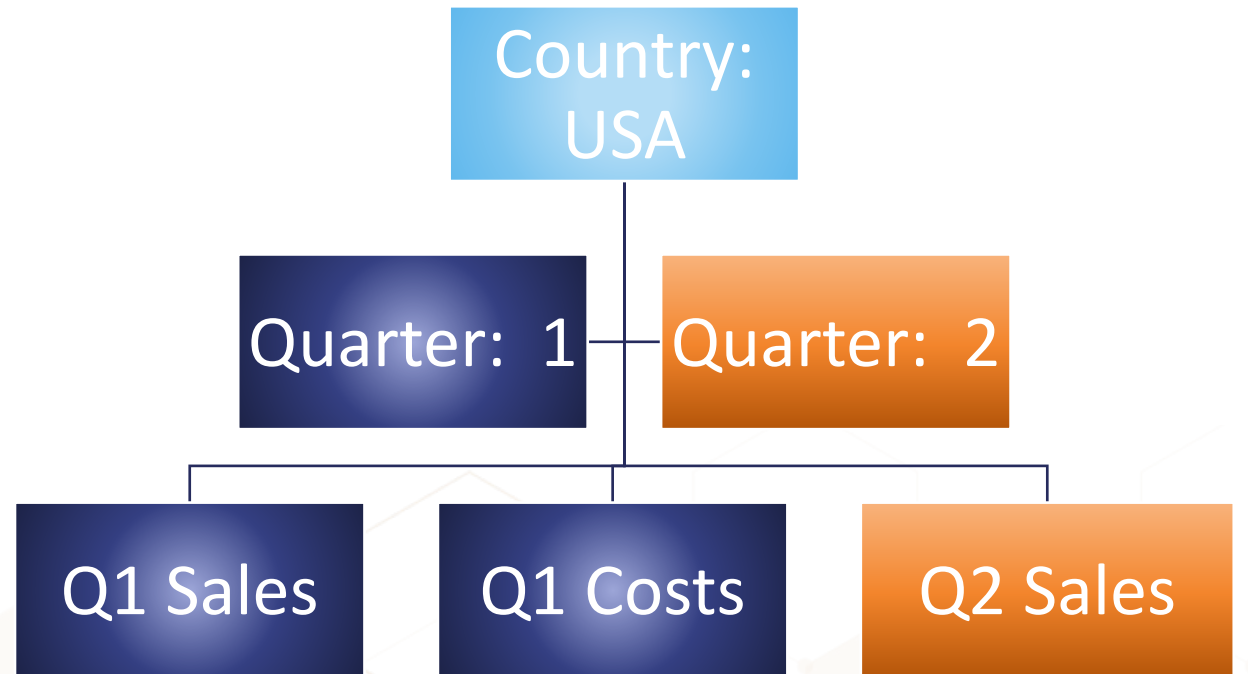 Country:
USA
Quarter:  1
Quarter:  2
Q1 Sales
Q1 Costs
Q2 Sales